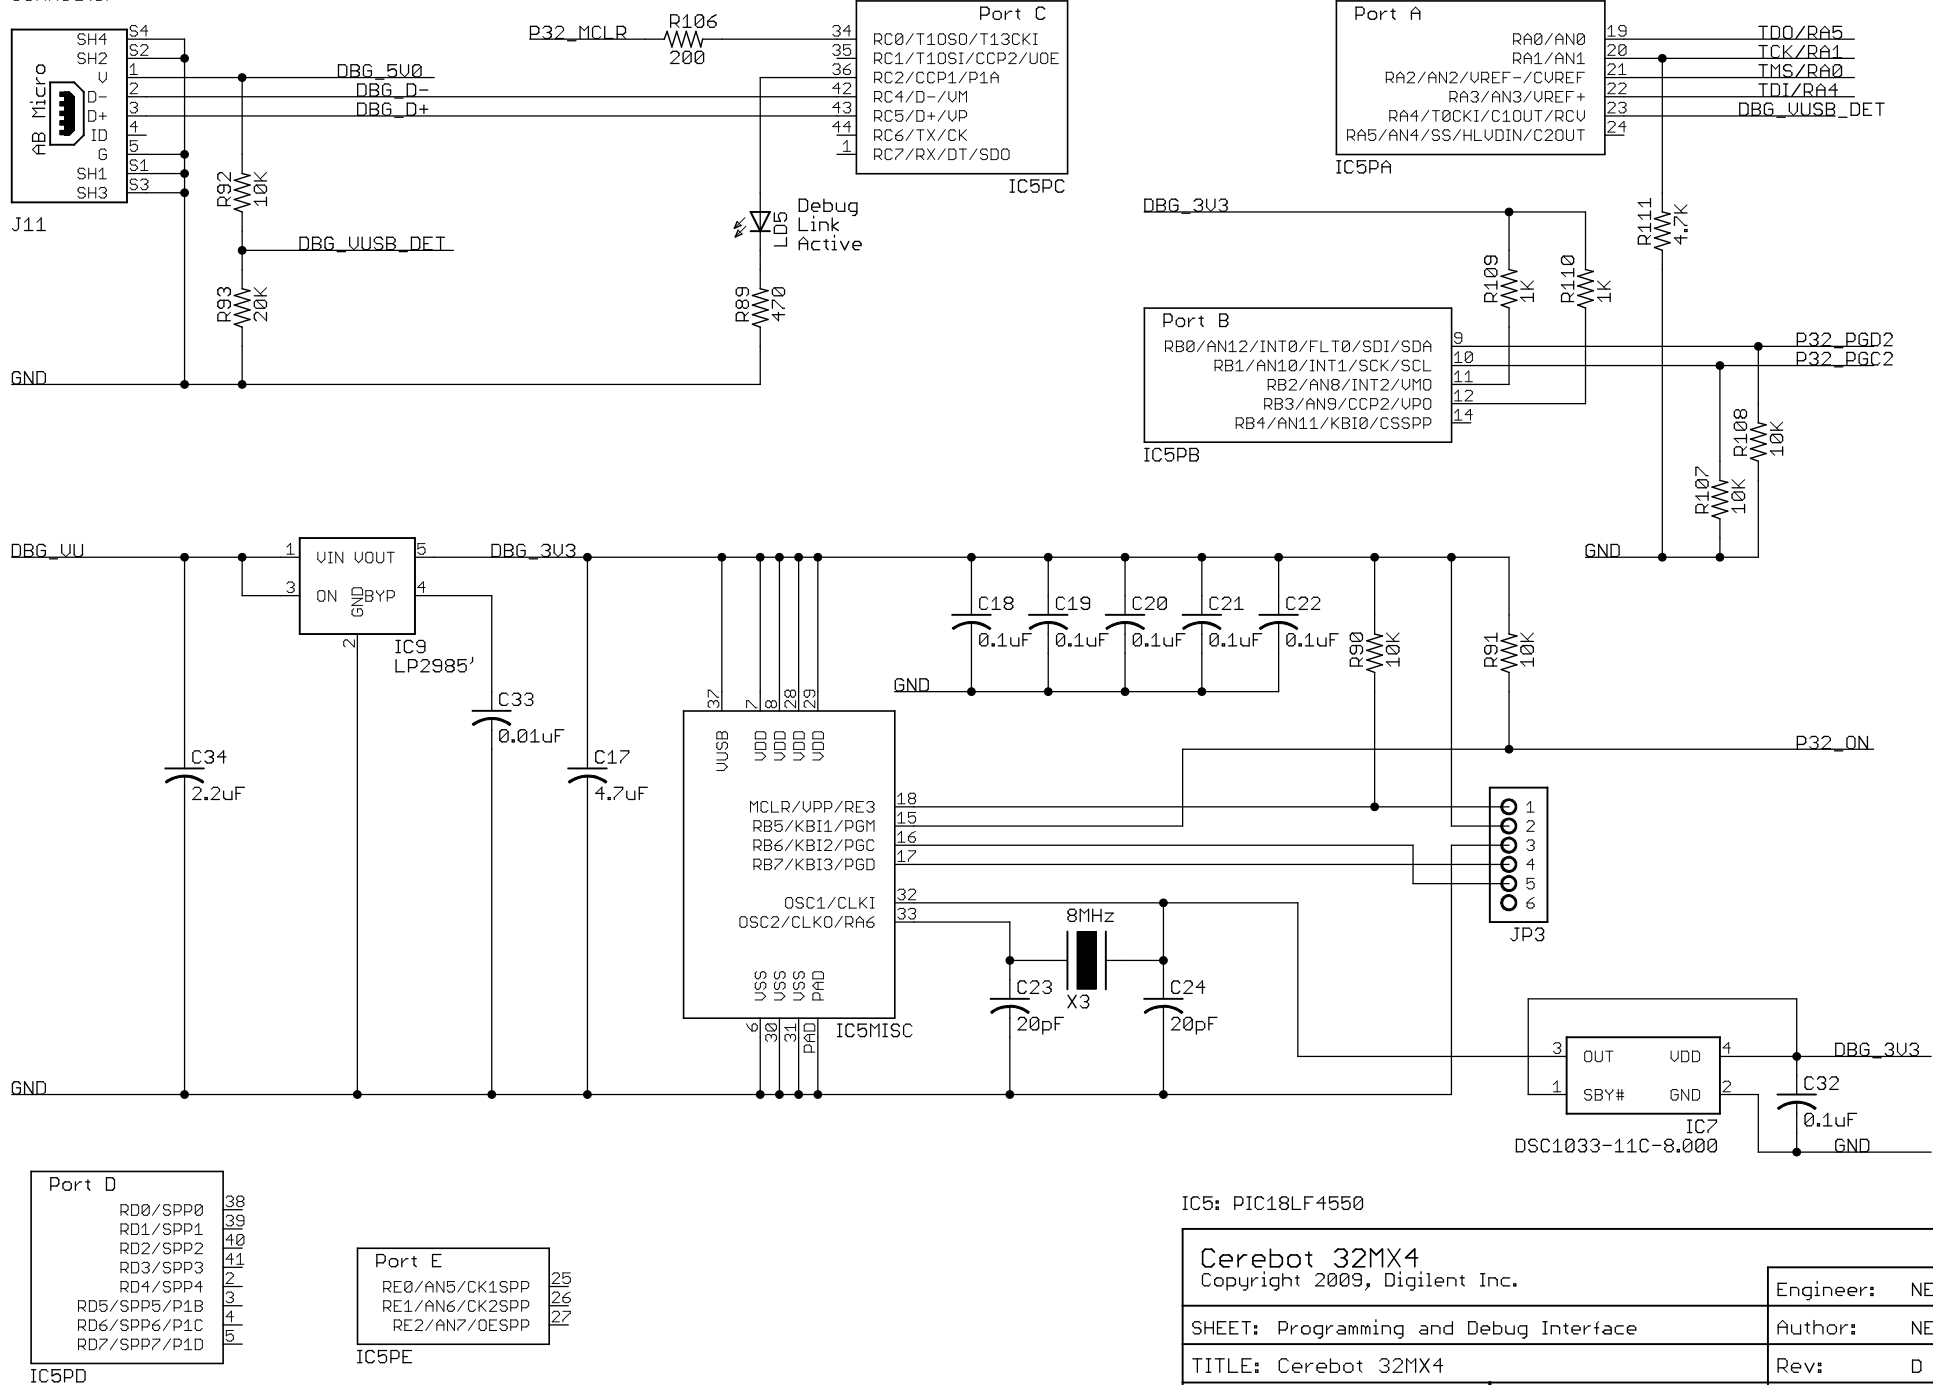 SH4 S4
SH2 S2
V 1
D- 2
D+ 3
ID 4
G 5
SH1 S1
SH3 S3
AB Micro
J11
DBG_5V0
DBG_D-
DBG_D+
R92
10K
DBG_VUSB_DET
R93
20K
GND
P32_MCLR
R106
200
Port C
34 RC0/T1OSO/T13CKI
35 RC1/T1OSI/CCP2/UOE
36 RC2/CCP1/P1A
42 RC4/D-/VM
43 RC5/D+/VP
44 RC6/TX/CK
1 RC7/RX/DT/SDO
IC5PC
LD5
Debug
Link
Active
R89
470
Port A
RA0/AN0 19 TDO/RA5
RA1/AN1 20 TCK/RA1
RA2/AN2/VREF-/CVREF 21 TMS/RA0
RA3/AN3/VREF+ 22 TDI/RA4
RA4/T0CKI/C1OUT/RCV 23 DBG_VUSB_DET
RA5/AN4/SS/HLVDIN/C2OUT 24
IC5PA
DBG_3V3
R109
1K
R110
1K
R111
4.7K
Port B
RB0/AN12/INT0/FLT0/SDI/SDA 9 P32_PGD2
RB1/AN10/INT1/SCK/SCL 10 P32_PGC2
RB2/AN8/INT2/VMO 11
RB3/AN9/CCP2/VPO 12
RB4/AN11/KBI0/CSSPP 14
IC5PB
R108
10K
R107
10K
GND
DBG_VU
1 VIN VOUT 5
3 ON GND BYP 4
2
IC9
LP2985'
DBG_3V3
C33
0.01uF
C34
2.2uF
C17
4.7uF
C18
0.1uF
C19
0.1uF
C20
0.1uF
C21
0.1uF
C22
0.1uF
GND
R90
10K
R91
10K
P32_ON
37 7 8 28 29
VUSB VDD VDD VDD VDD
MCLR/VPP/RE3 18
RB5/KBI1/PGM 15
RB6/KBI2/PGC 16
RB7/KBI3/PGD 17
OSC1/CLKI 32
OSC2/CLKO/RA6 33
VSS VSS VSS PAD
6 30 31 PAD
IC5MISC
8MHz
X3
C23
20pF
C24
20pF
1
2
3
4
5
6
JP3
GND
3 OUT VDD 4 DBG_3V3
1 SBY# GND 2
IC7
DSC1033-11C-8.000
C32
0.1uF
GND
Port D
RD0/SPP0 38
RD1/SPP1 39
RD2/SPP2 40
RD3/SPP3 41
RD4/SPP4 2
RD5/SPP5/P1B 3
RD6/SPP6/P1C 4
RD7/SPP7/P1D 5
IC5PD
Port E
RE0/AN5/CK1SPP 25
RE1/AN6/CK2SPP 26
RE2/AN7/OESPP 27
IC5PE
IC5: PIC18LF4550
Cerebot 32MX4
Copyright 2009, Digilent Inc.
Engineer: NE
SHEET: Programming and Debug Interface
Author: NE
TITLE: Cerebot 32MX4
Rev: D